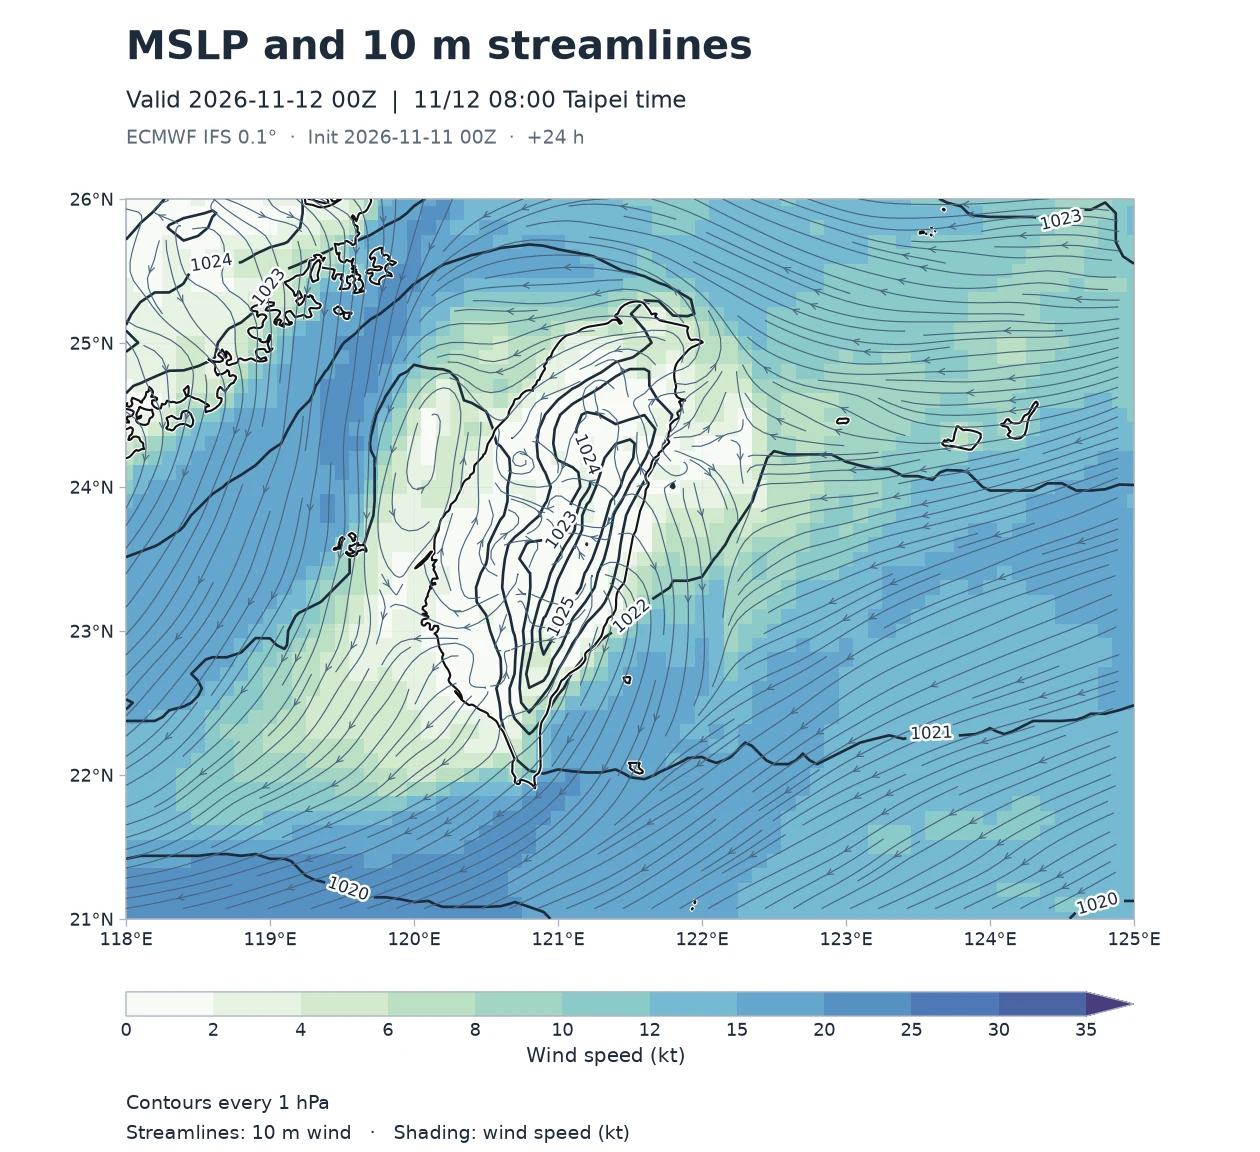 MSLP and 10 m streamlines
Valid 2026-11-12 00Z | 11/12 08:00 Taipei time
ECMWF IFS 0.1° · Init 2026-11-11 00Z · +24 h
26°N
1023
1024
1023
25°N
1024
24°N
1023
1025
1022
23°N
1021
22°N
1020
1020
21°N
118°E 119°E 120°E 121°E 122°E 123°E 124°E 125°E
0 2 4 6 8 10 12 15 20 25 30 35
Wind speed (kt)
Contours every 1 hPa
Streamlines: 10 m wind · Shading: wind speed (kt)